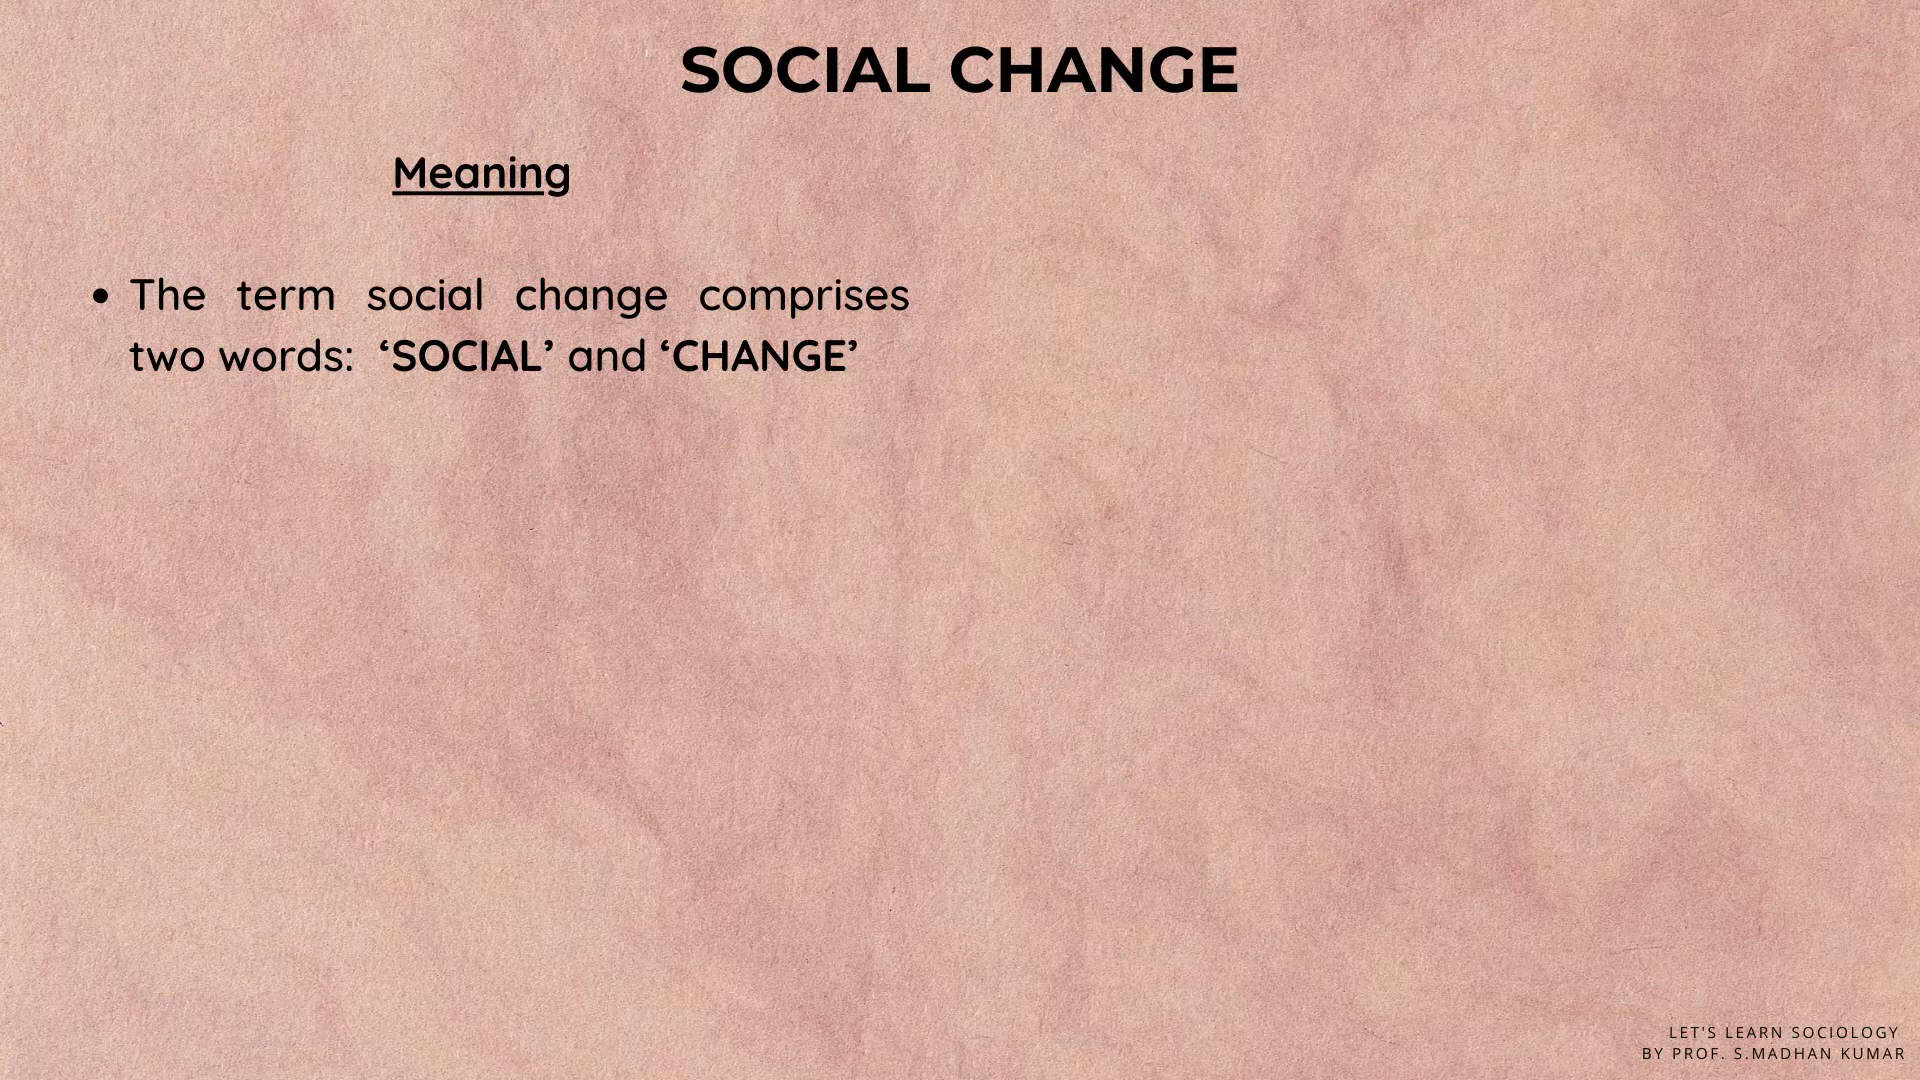 SOCIAL CHANGE
Meaning
• The term social change comprises
two words: ‘SOCIAL’ and ‘CHANGE’
LET'S LEARN SOCIOLOGY
BY PROF. S.MADHAN KUMAR